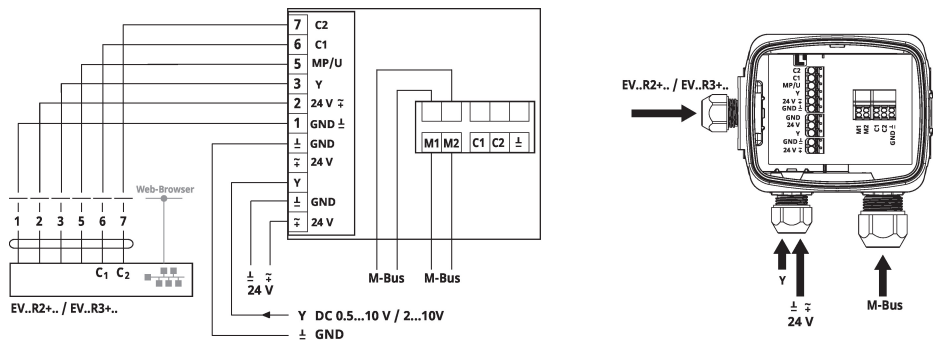 7 C2
6 C1
5 MP/U
3 Y
2 24 V ~
1 GND ⏊
⏊ GND
~ 24 V
Y
⏊ GND
~ 24 V
M1 M2 C1 C2 ⏊
Web-Browser
1 2 3 5 6 7
C1 C2
EV..R2+.. / EV..R3+..
⏊ ~
24 V
M-Bus M-Bus
Y DC 0.5...10 V / 2...10V
⏊ GND
EV..R2+.. / EV..R3+..
C2
C1
MP/U
Y
24 V ~
GND ⏊
GND
24 V
Y
GND ⏊
24 V ~
M1
M2
C1
C2
GND ⏊
Y
⏊ ~
24 V
M-Bus